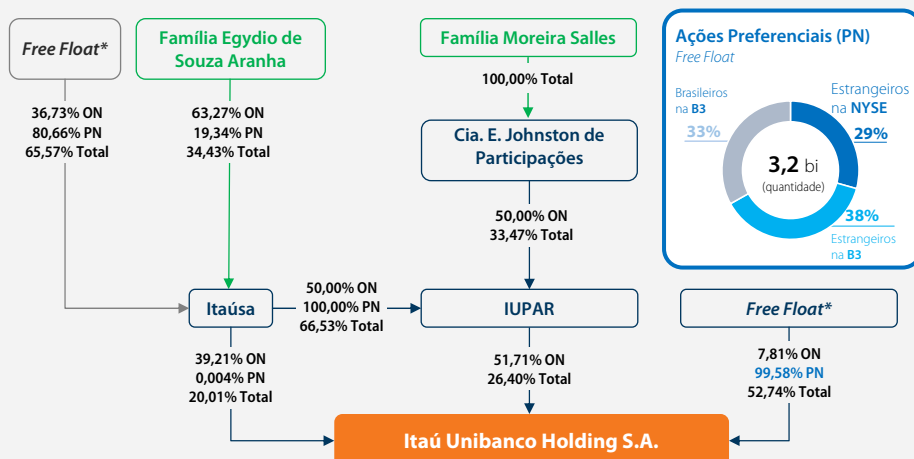 Free Float*
Família Egydio de
Souza Aranha
Família Moreira Salles
36,73% ON
80,66% PN
65,57% Total
63,27% ON
19,34% PN
34,43% Total
100,00% Total
Cia. E. Johnston de
Participações
50,00% ON
33,47% Total
Ações Preferenciais (PN)
Free Float
Brasileiros
na B3
33%
Estrangeiros
na NYSE
29%
3,2 bi
(quantidade)
38%
Estrangeiros
na B3
Itaúsa
50,00% ON
100,00% PN
66,53% Total
IUPAR
Free Float*
39,21% ON
0,004% PN
20,01% Total
51,71% ON
26,40% Total
7,81% ON
99,58% PN
52,74% Total
Itaú Unibanco Holding S.A.